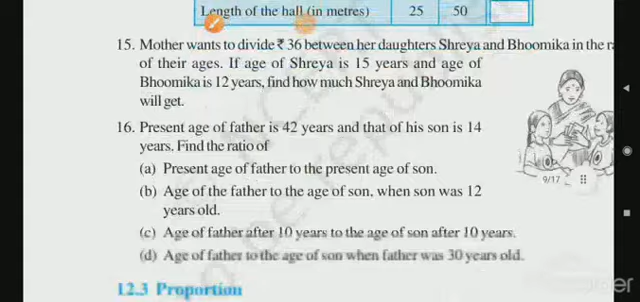 Length of the hall (in metres) 25 50
15. Mother wants to divide ₹ 36 between her daughters Shreya and Bhoomika in the
of their ages. If age of Shreya is 15 years and age of
Bhoomika is 12 years, find how much Shreya and Bhoomika
will get.
16. Present age of father is 42 years and that of his son is 14
years. Find the ratio of
(a) Present age of father to the present age of son.
(b) Age of the father to the age of son, when son was 12
years old.
(c) Age of father after 10 years to the age of son after 10 years.
(d) Age of father to the age of son when father was 30 years old.
9/17
12.3 Proportion